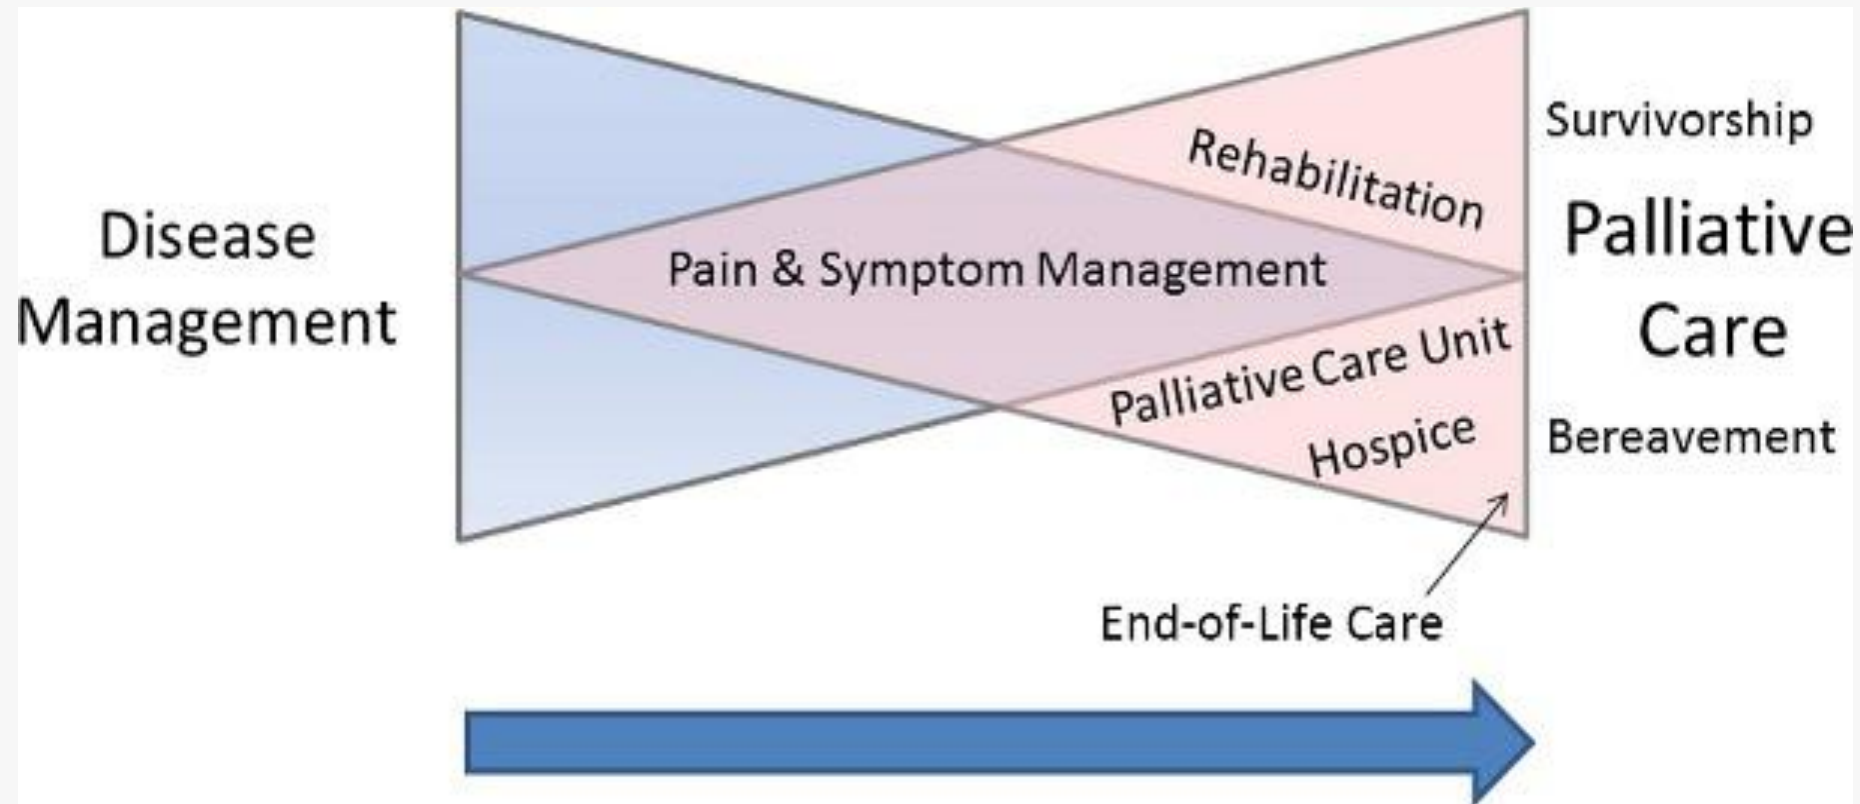 Disease
Management
Pain & Symptom Management
Rehabilitation
Palliative Care Unit
Hospice
Survivorship
Palliative
Care
Bereavement
End-of-Life Care